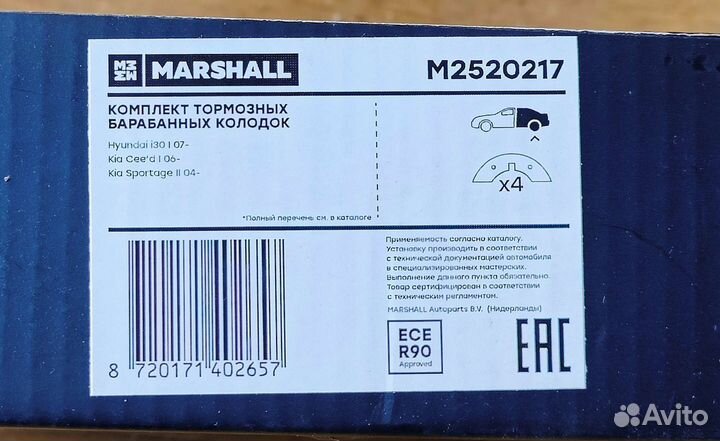 MARSHALL
M2520217
КОМПЛЕКТ ТОРМОЗНЫХ
БАРАБАННЫХ КОЛОДОК
Hyundai i30 I 07-
Kia Cee'd I 06-
Kia Sportage II 04-
x4
*Полный перечень см. в каталоге
Применяемость согласно каталогу.
Установку производить в соответствии
с технической документацией автомобиля
в специализированных мастерских.
Выполнение данного пункта обязательно.
Товар сертифицирован в соответствии
с техническим регламентом.
MARSHALL Autoparts B.V. (Нидерланды)
ECE
R90
Approved
EAC
8 720171 402657
Avito